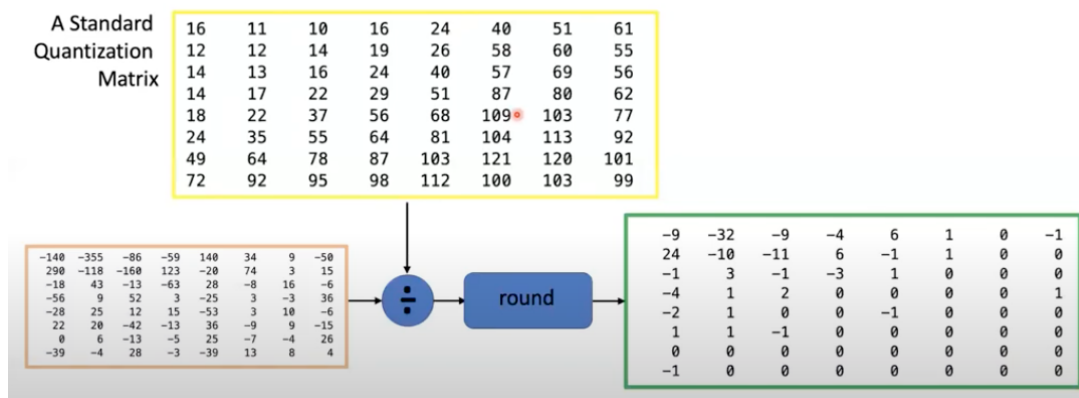 A Standard
Quantization
Matrix
16 11 10 16 24 40 51 61
12 12 14 19 26 58 60 55
14 13 16 24 40 57 69 56
14 17 22 29 51 87 80 62
18 22 37 56 68 109 103 77
24 35 55 64 81 104 113 92
49 64 78 87 103 121 120 101
72 92 95 98 112 100 103 99
-140 -355 -86 -59 140 34 9 -50
290 -118 -160 123 -20 74 3 15
-18 43 -13 -63 28 -8 16 -6
-56 9 52 3 -25 3 -3 36
-28 25 12 15 -53 3 10 -6
22 20 -42 -13 36 -9 9 -15
0 6 -13 -5 25 -7 -4 26
-39 -4 28 -3 -39 13 8 4
÷
round
-9 -32 -9 -4 6 1 0 -1
24 -10 -11 6 -1 1 0 0
-1 3 -1 -3 1 0 0 0
-4 1 2 0 0 0 0 1
-2 1 0 0 -1 0 0 0
1 1 -1 0 0 0 0 0
0 0 0 0 0 0 0 0
-1 0 0 0 0 0 0 0